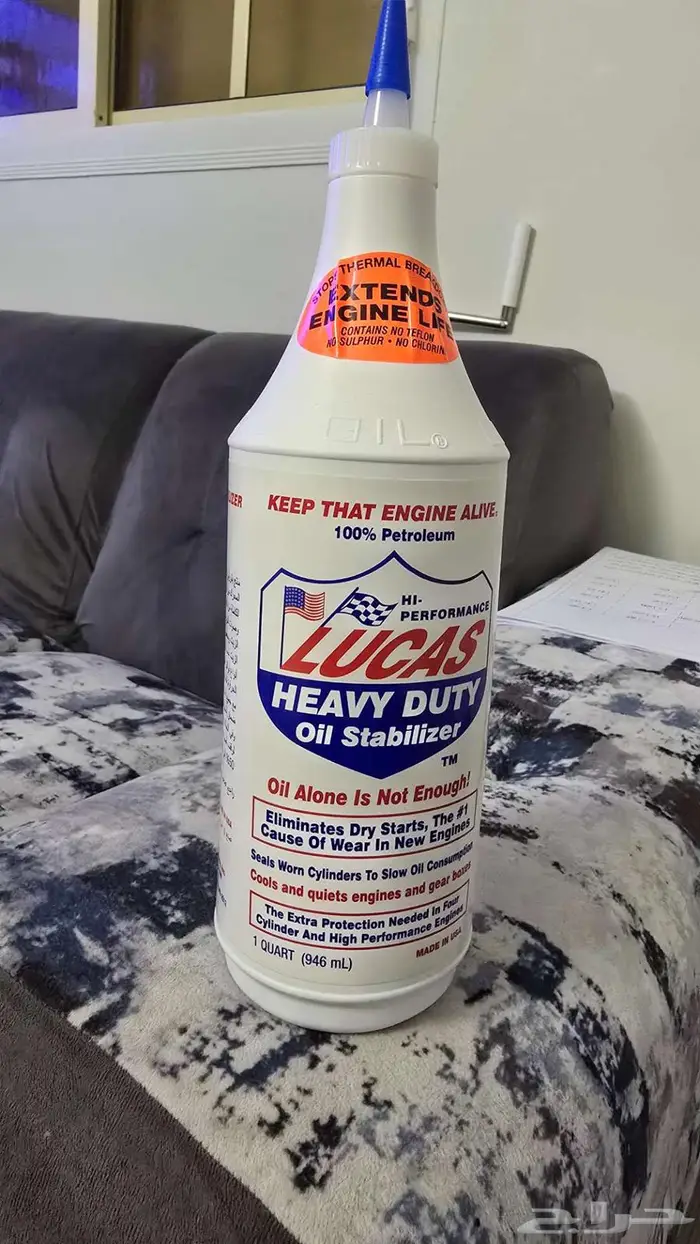 STOPS THERMAL BREAK
EXTENDS
ENGINE LIFE
CONTAINS NO TEFLON
NO SULPHUR • NO CHLORINE
OIL®
KEEP THAT ENGINE ALIVE
100% Petroleum
HI-
PERFORMANCE
LUCAS
HEAVY DUTY
Oil Stabilizer
TM
Oil Alone Is Not Enough!
Eliminates Dry Starts, The #1
Cause Of Wear In New Engines
Seals Worn Cylinders To Slow Oil Consumption
Cools and quiets engines and gear boxes
The Extra Protection Needed In Four
Cylinder And High Performance Engines
1 QUART (946 mL)
MADE IN USA
حراج